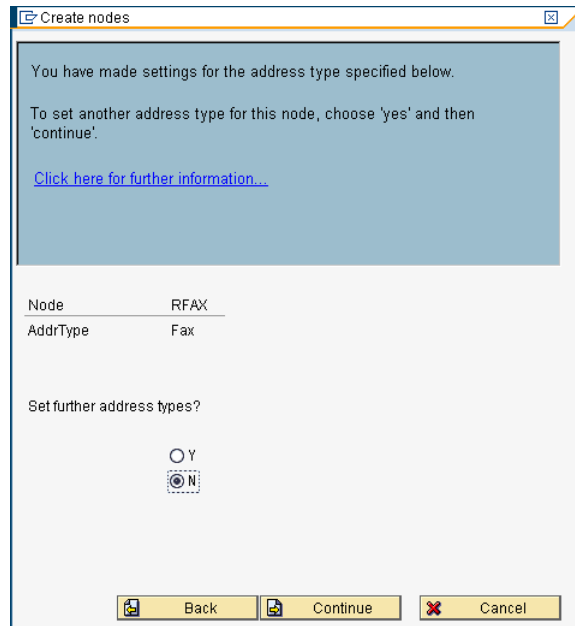 Create nodes
You have made settings for the address type specified below.
To set another address type for this node, choose 'yes' and then
'continue'.
Click here for further information...
Node RFAX
AddrType Fax
Set further address types?
Y
N
Back Continue Cancel